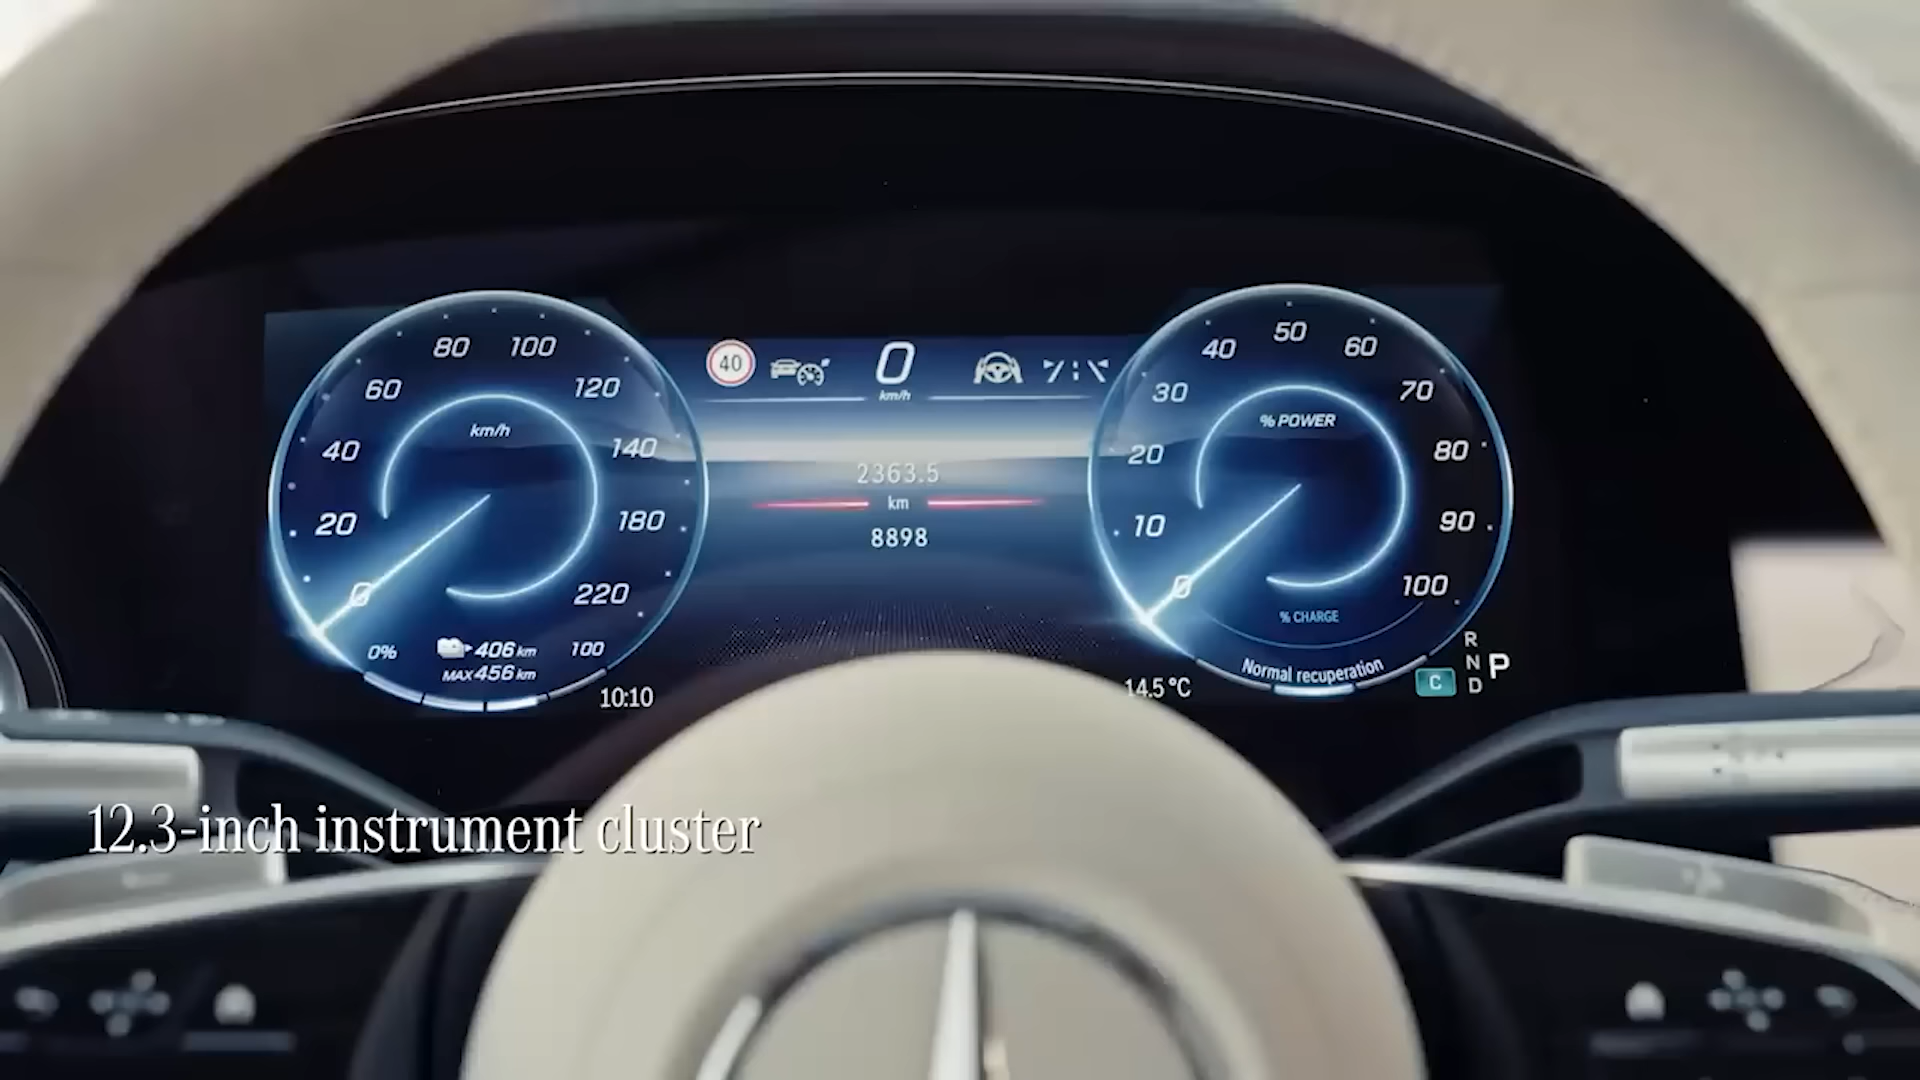 80 100
60 120
km/h
40 140
20 180
0 220
0% 406 km 100
MAX 456 km
10:10
40
0
km/h
2363.5
km
8898
50
40 60
30 70
% POWER
20 80
10 90
0 100
% CHARGE
Normal recuperation
14.5 °C
C
R
N P
D
12.3-inch instrument cluster